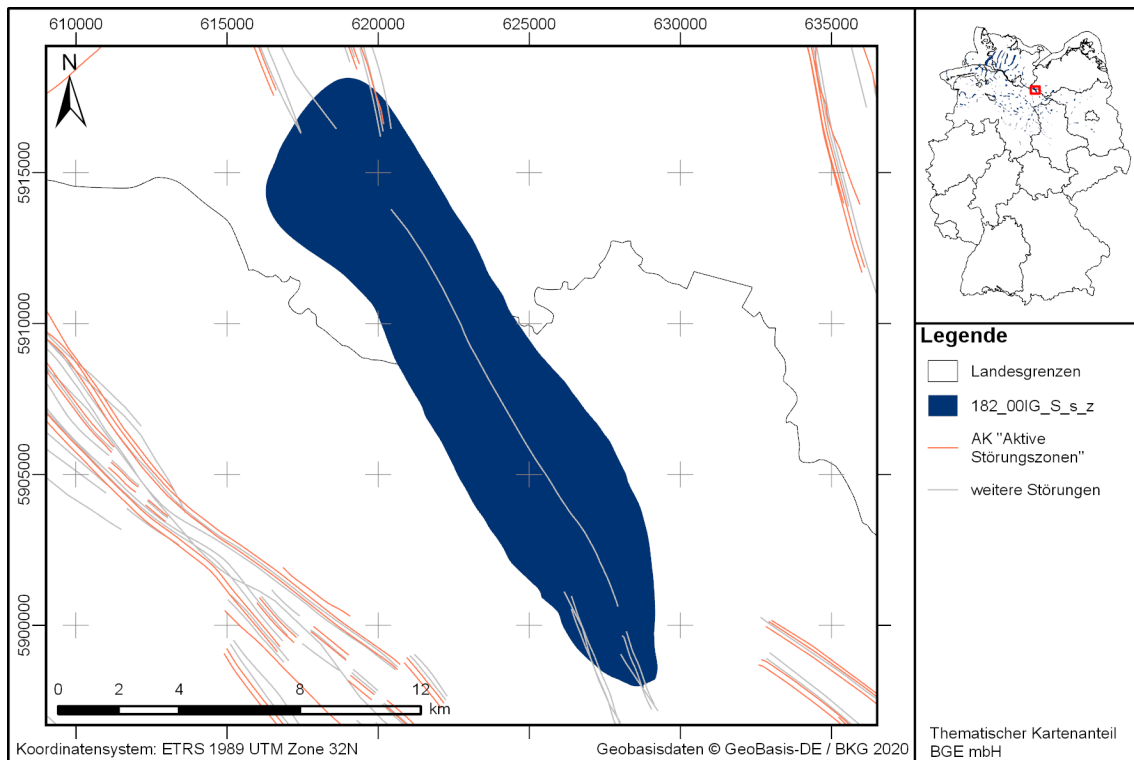 610000 615000 620000 625000 630000 635000
N
5915000
5910000
5905000
5900000
0 2 4 8 12
km
Koordinatensystem: ETRS 1989 UTM Zone 32N
Geobasisdaten © GeoBasis-DE / BKG 2020
Legende
Landesgrenzen
182_00IG_S_s_z
AK "Aktive
Störungszonen"
weitere Störungen
Thematischer Kartenanteil
BGE mbH